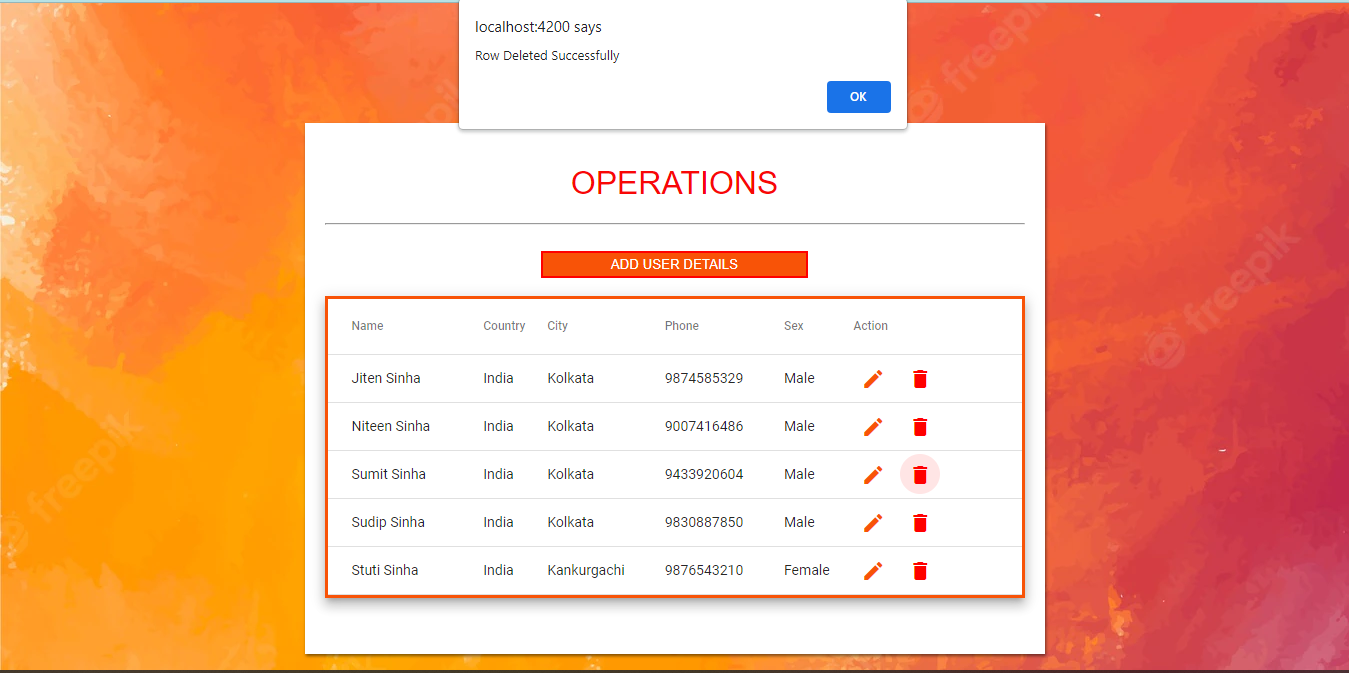 localhost:4200 says
Row Deleted Successfully
OK
OPERATIONS
ADD USER DETAILS
Name Country City Phone Sex Action
Jiten Sinha India Kolkata 9874585329 Male
Niteen Sinha India Kolkata 9007416486 Male
Sumit Sinha India Kolkata 9433920604 Male
Sudip Sinha India Kolkata 9830887850 Male
Stuti Sinha India Kankurgachi 9876543210 Female
freepik
freepik
freepik